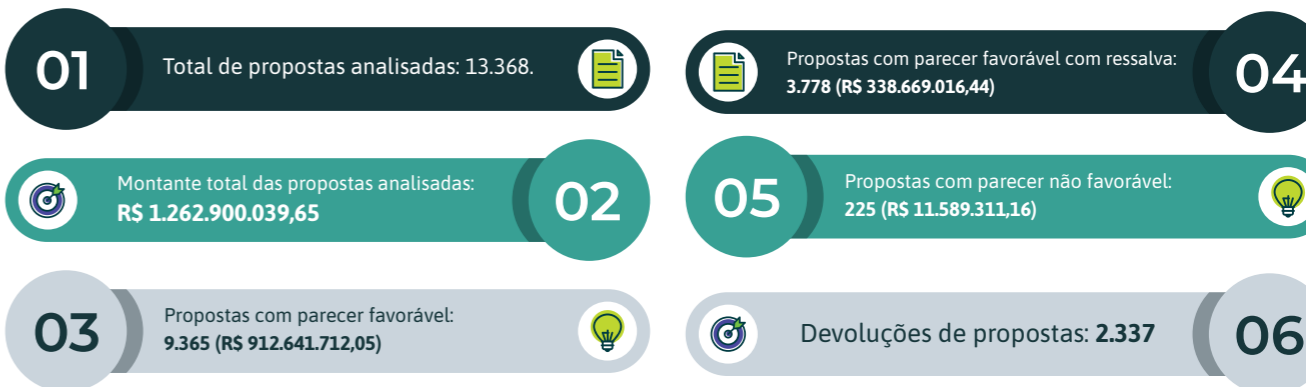 01
Total de propostas analisadas: 13.368.
Montante total das propostas analisadas:
R$ 1.262.900.039,65
02
03
Propostas com parecer favorável:
9.365 (R$ 912.641.712,05)
Propostas com parecer favorável com ressalva:
3.778 (R$ 338.669.016,44)
04
05
Propostas com parecer não favorável:
225 (R$ 11.589.311,16)
Devoluções de propostas: 2.337
06